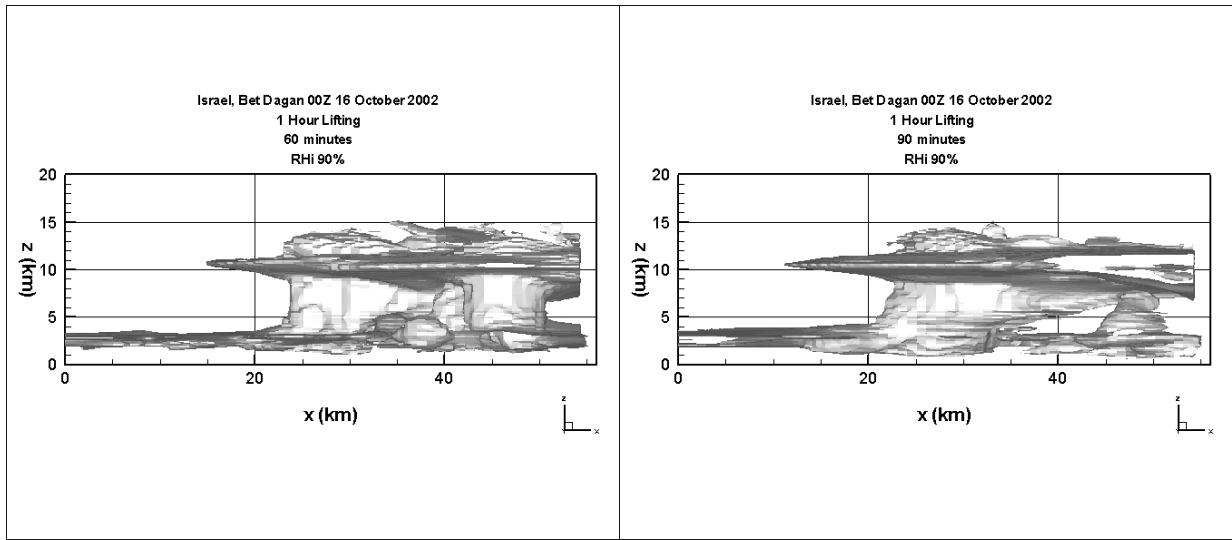 Israel, Bet Dagan 00Z 16 October 2002
1 Hour Lifting
60 minutes
RHi 90%
20
15
10
5
0
z (km)
0
20
40
x (km)
z
x
Israel, Bet Dagan 00Z 16 October 2002
1 Hour Lifting
90 minutes
RHi 90%
20
15
10
5
0
z (km)
0
20
40
x (km)
z
x